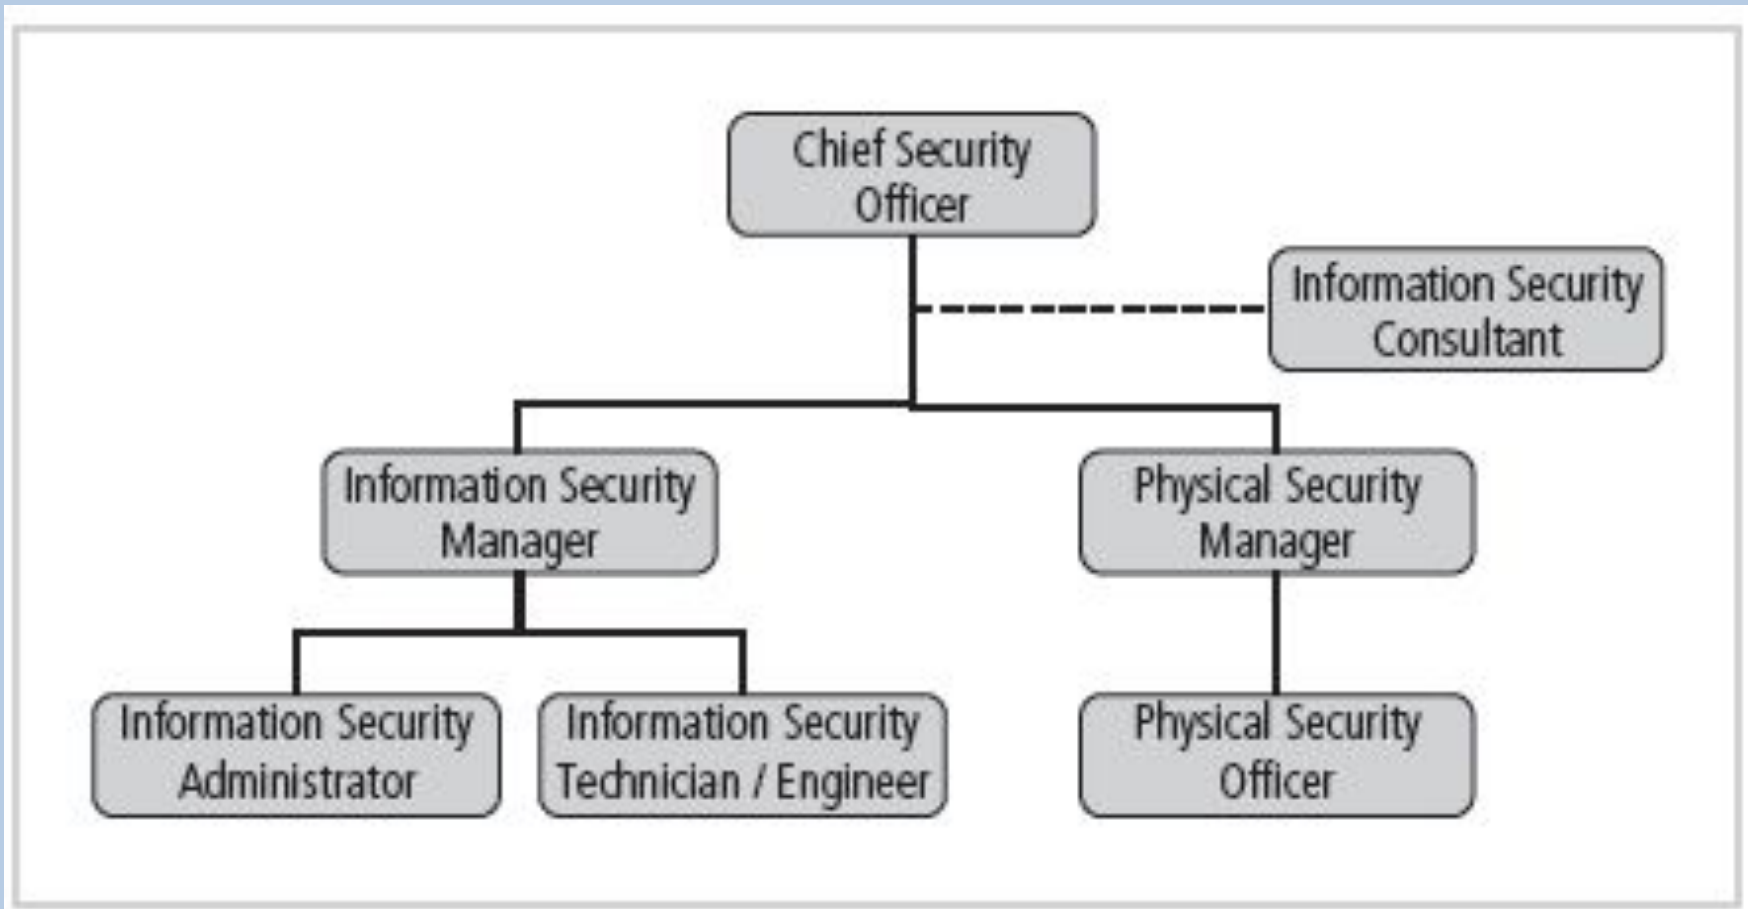 Chief Security
Officer
Information Security
Consultant
Information Security
Manager
Physical Security
Manager
Information Security
Administrator
Information Security
Technician / Engineer
Physical Security
Officer